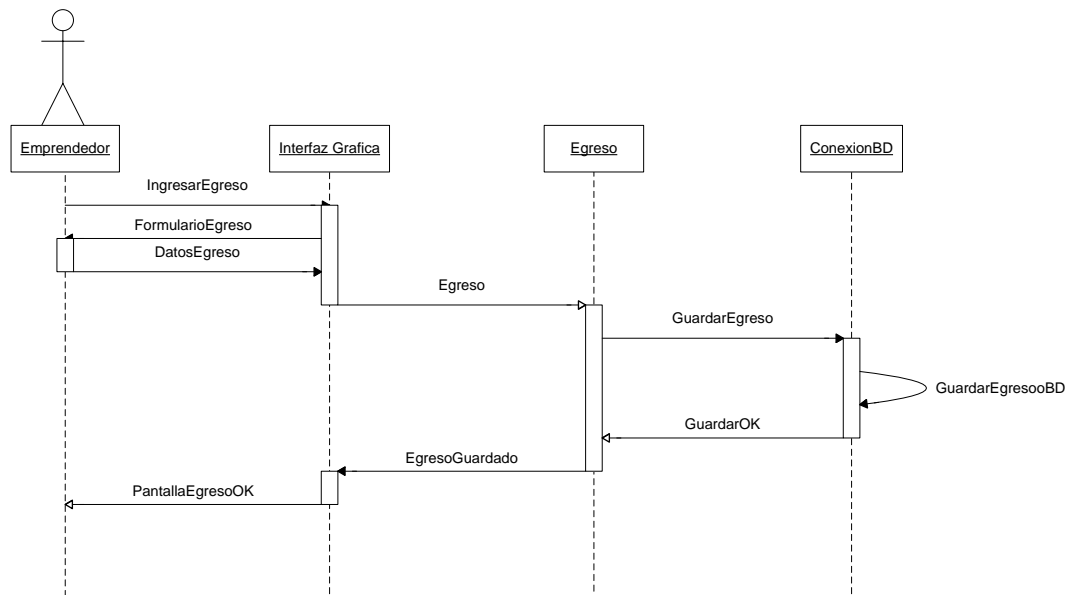 Emprendedor
Interfaz Grafica
Egreso
ConexionBD
IngresarEgreso
FormularioEgreso
DatosEgreso
Egreso
GuardarEgreso
GuardarEgresooBD
GuardarOK
EgresoGuardado
PantallaEgresoOK